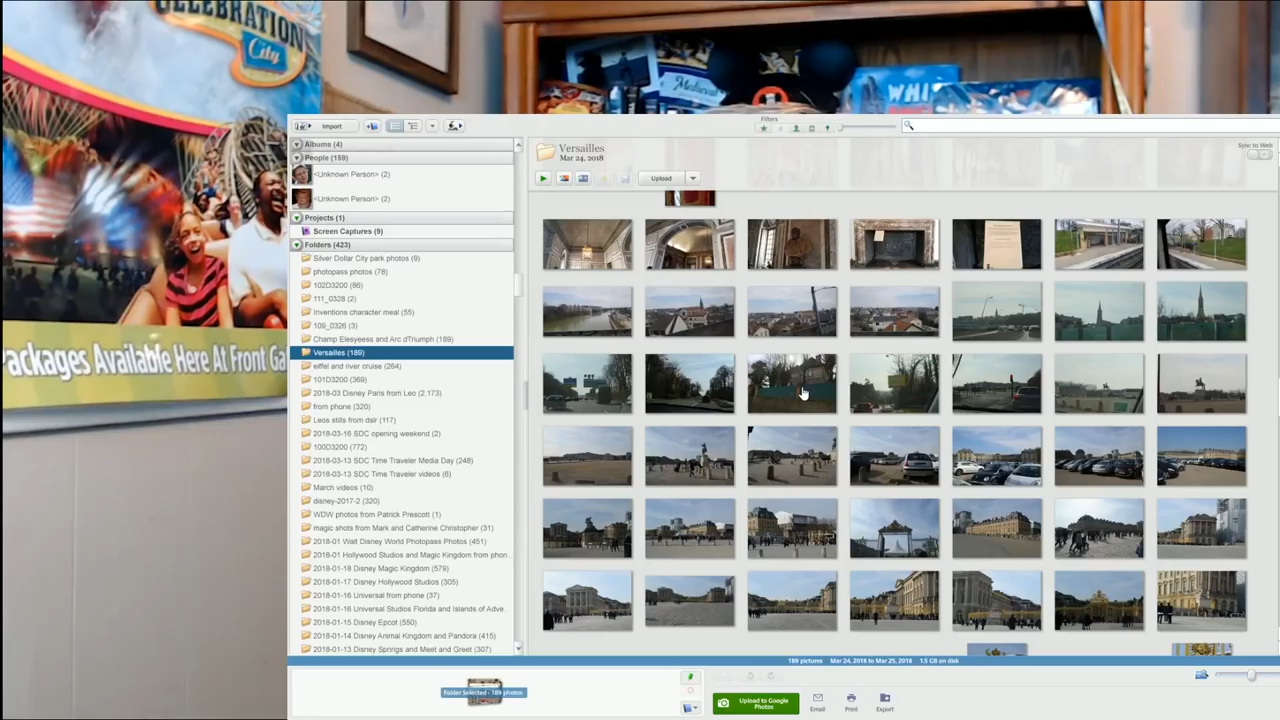 CELEBRATION
City
Packages Available Here At Front Ga
Medieval
WHI
Import
Filters
Albums (4)
People (159)
<Unknown Person> (2)
<Unknown Person> (2)
Projects (1)
Screen Captures (9)
Folders (423)
Silver Dollar City park photos (9)
photopass photos (78)
102D3200 (86)
111_0328 (2)
Inventions character meal (55)
109_0326 (3)
Champ Elesyeess and Arc dTriumph (189)
Versailles (189)
eiffel and river cruise (264)
101D3200 (369)
2018-03 Disney Paris from Leo (2,173)
from phone (320)
Leos stills from dslr (117)
2018-03-16 SDC opening weekend (2)
100D3200 (772)
2018-03-13 SDC Time Traveler Media Day (248)
2018-03-13 SDC Time Traveler videos (6)
March videos (10)
disney-2017-2 (320)
WDW photos from Patrick Prescott (1)
magic shots from Mark and Catherine Christopher (31)
2018-01 Walt Disney World Photopass Photos (451)
2018-01 Hollywood Studios and Magic Kingdom from phon...
2018-01-18 Disney Magic Kingdom (579)
2018-01-17 Disney Hollywood Studios (305)
2018-01-16 Universal from phone (37)
2018-01-16 Universal Studios Florida and Islands of Adve...
2018-01-15 Disney Epcot (550)
2018-01-14 Disney Animal Kingdom and Pandora (415)
2018-01-13 Disney Springs and Meet and Greet (307)
Versailles
Mar 24, 2018
Sync to Web
Upload
189 pictures Mar 24, 2018 to Mar 25, 2018 1.5 GB on disk
Folder Selected - 189 photos
Upload to Google
Photos
Email
Print
Export